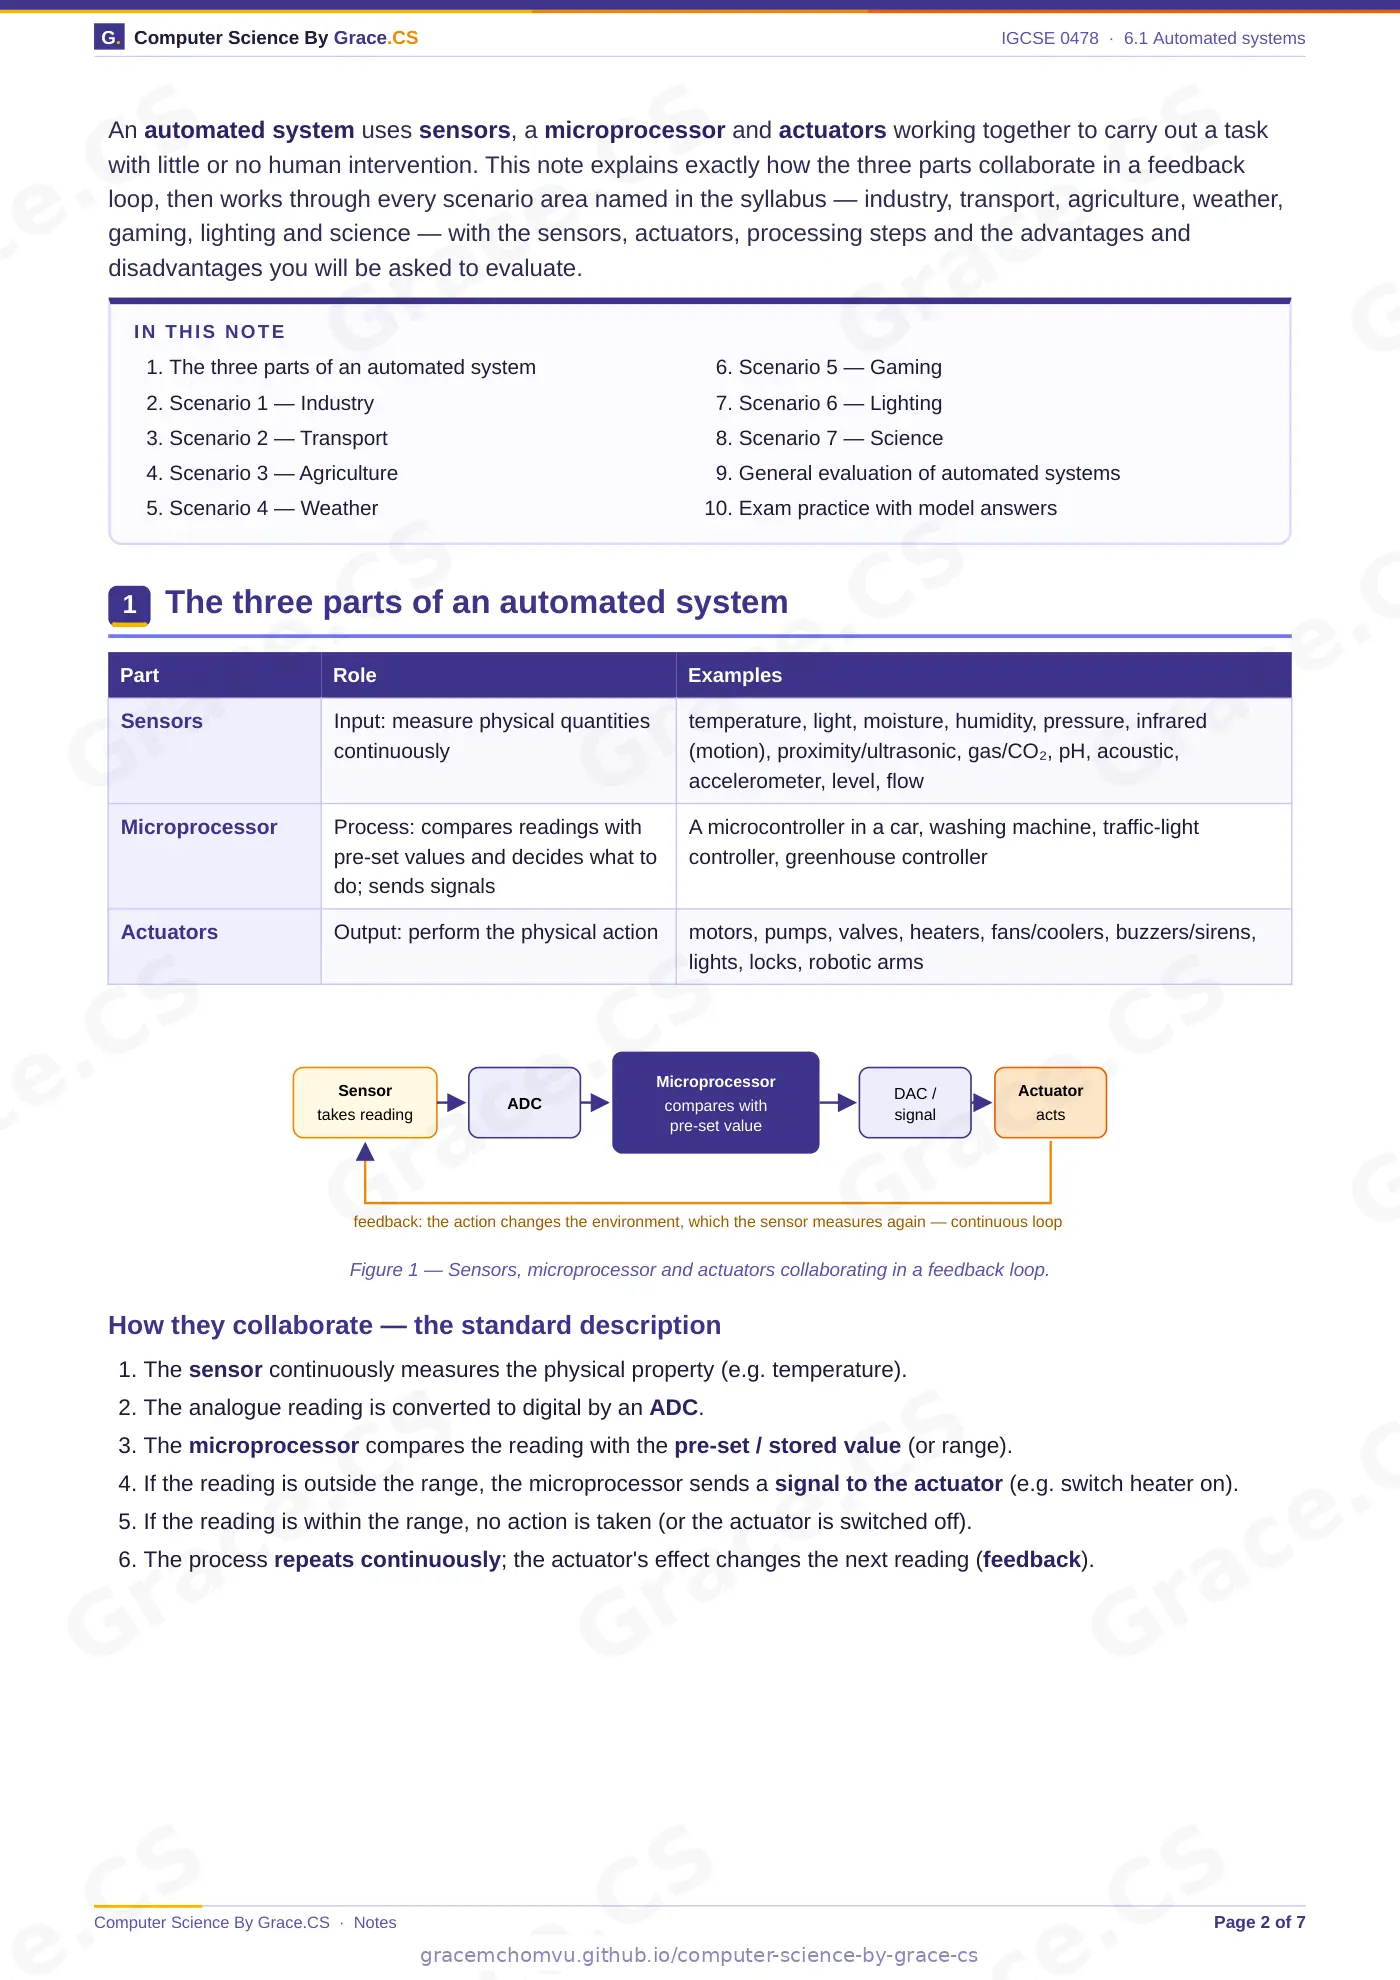 G. Computer Science By Grace.CS
IGCSE 0478 · 6.1 Automated systems
An automated system uses sensors, a microprocessor and actuators working together to carry out a task
with little or no human intervention. This note explains exactly how the three parts collaborate in a feedback
loop, then works through every scenario area named in the syllabus — industry, transport, agriculture, weather,
gaming, lighting and science — with the sensors, actuators, processing steps and the advantages and
disadvantages you will be asked to evaluate.
IN THIS NOTE
1. The three parts of an automated system
2. Scenario 1 — Industry
3. Scenario 2 — Transport
4. Scenario 3 — Agriculture
5. Scenario 4 — Weather
6. Scenario 5 — Gaming
7. Scenario 6 — Lighting
8. Scenario 7 — Science
9. General evaluation of automated systems
10. Exam practice with model answers
1 The three parts of an automated system
Part
Role
Examples
Sensors
Input: measure physical quantities
continuously
temperature, light, moisture, humidity, pressure, infrared
(motion), proximity/ultrasonic, gas/CO₂, pH, acoustic,
accelerometer, level, flow
Microprocessor
Process: compares readings with
pre-set values and decides what to
do; sends signals
A microcontroller in a car, washing machine, traffic-light
controller, greenhouse controller
Actuators
Output: perform the physical action
motors, pumps, valves, heaters, fans/coolers, buzzers/sirens,
lights, locks, robotic arms
Sensor
takes reading
ADC
Microprocessor
compares with
pre-set value
DAC /
signal
Actuator
acts
feedback: the action changes the environment, which the sensor measures again — continuous loop
Figure 1 — Sensors, microprocessor and actuators collaborating in a feedback loop.
How they collaborate — the standard description
1. The sensor continuously measures the physical property (e.g. temperature).
2. The analogue reading is converted to digital by an ADC.
3. The microprocessor compares the reading with the pre-set / stored value (or range).
4. If the reading is outside the range, the microprocessor sends a signal to the actuator (e.g. switch heater on).
5. If the reading is within the range, no action is taken (or the actuator is switched off).
6. The process repeats continuously; the actuator's effect changes the next reading (feedback).
Computer Science By Grace.CS · Notes
Page 2 of 7
gracemchomvu.github.io/computer-science-by-grace-cs